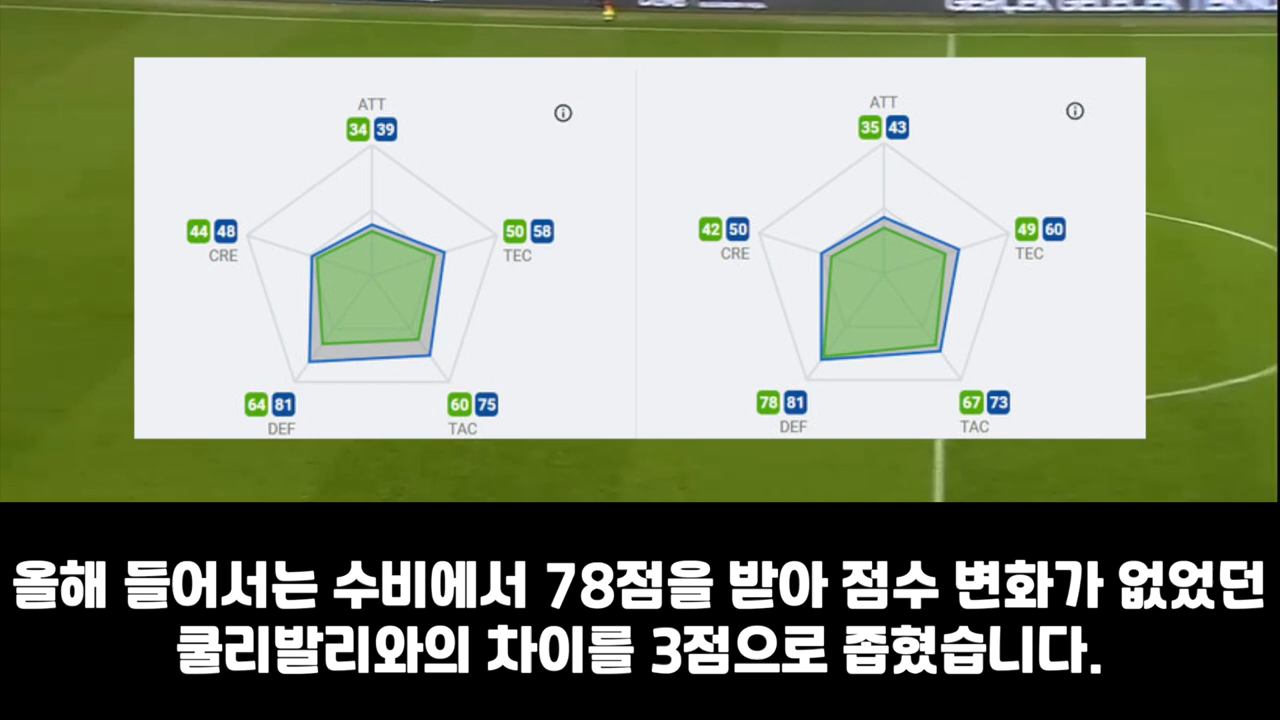 GERÇEK GELECEK TEKNO
ATT
34 39
44 48
CRE
50 58
TEC
64 81
DEF
60 75
TAC
ATT
35 43
42 50
CRE
49 60
TEC
78 81
DEF
67 73
TAC
올해 들어서는 수비에서 78점을 받아 점수 변화가 없었던
쿨리발리와의 차이를 3점으로 좁혔습니다.